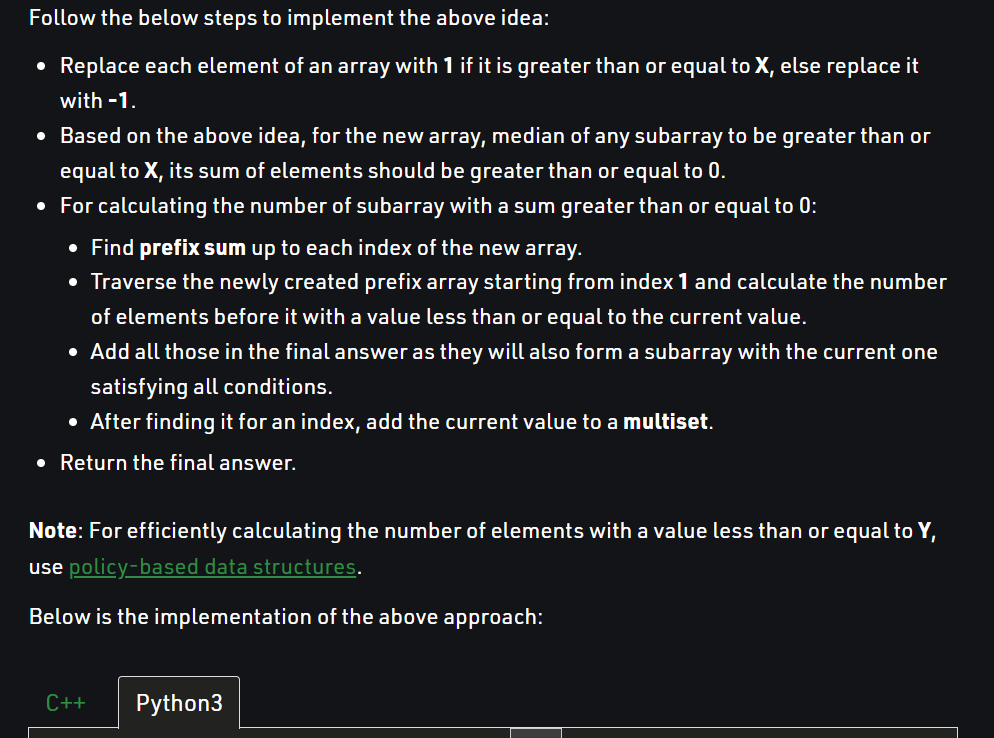 Follow the below steps to implement the above idea:
• Replace each element of an array with 1 if it is greater than or equal to X, else replace it
with -1.
• Based on the above idea, for the new array, median of any subarray to be greater than or
equal to X, its sum of elements should be greater than or equal to 0.
• For calculating the number of subarray with a sum greater than or equal to 0:
• Find prefix sum up to each index of the new array.
• Traverse the newly created prefix array starting from index 1 and calculate the number
of elements before it with a value less than or equal to the current value.
• Add all those in the final answer as they will also form a subarray with the current one
satisfying all conditions.
• After finding it for an index, add the current value to a multiset.
• Return the final answer.
Note: For efficiently calculating the number of elements with a value less than or equal to Y,
use policy-based data structures.
Below is the implementation of the above approach:
C++ Python3